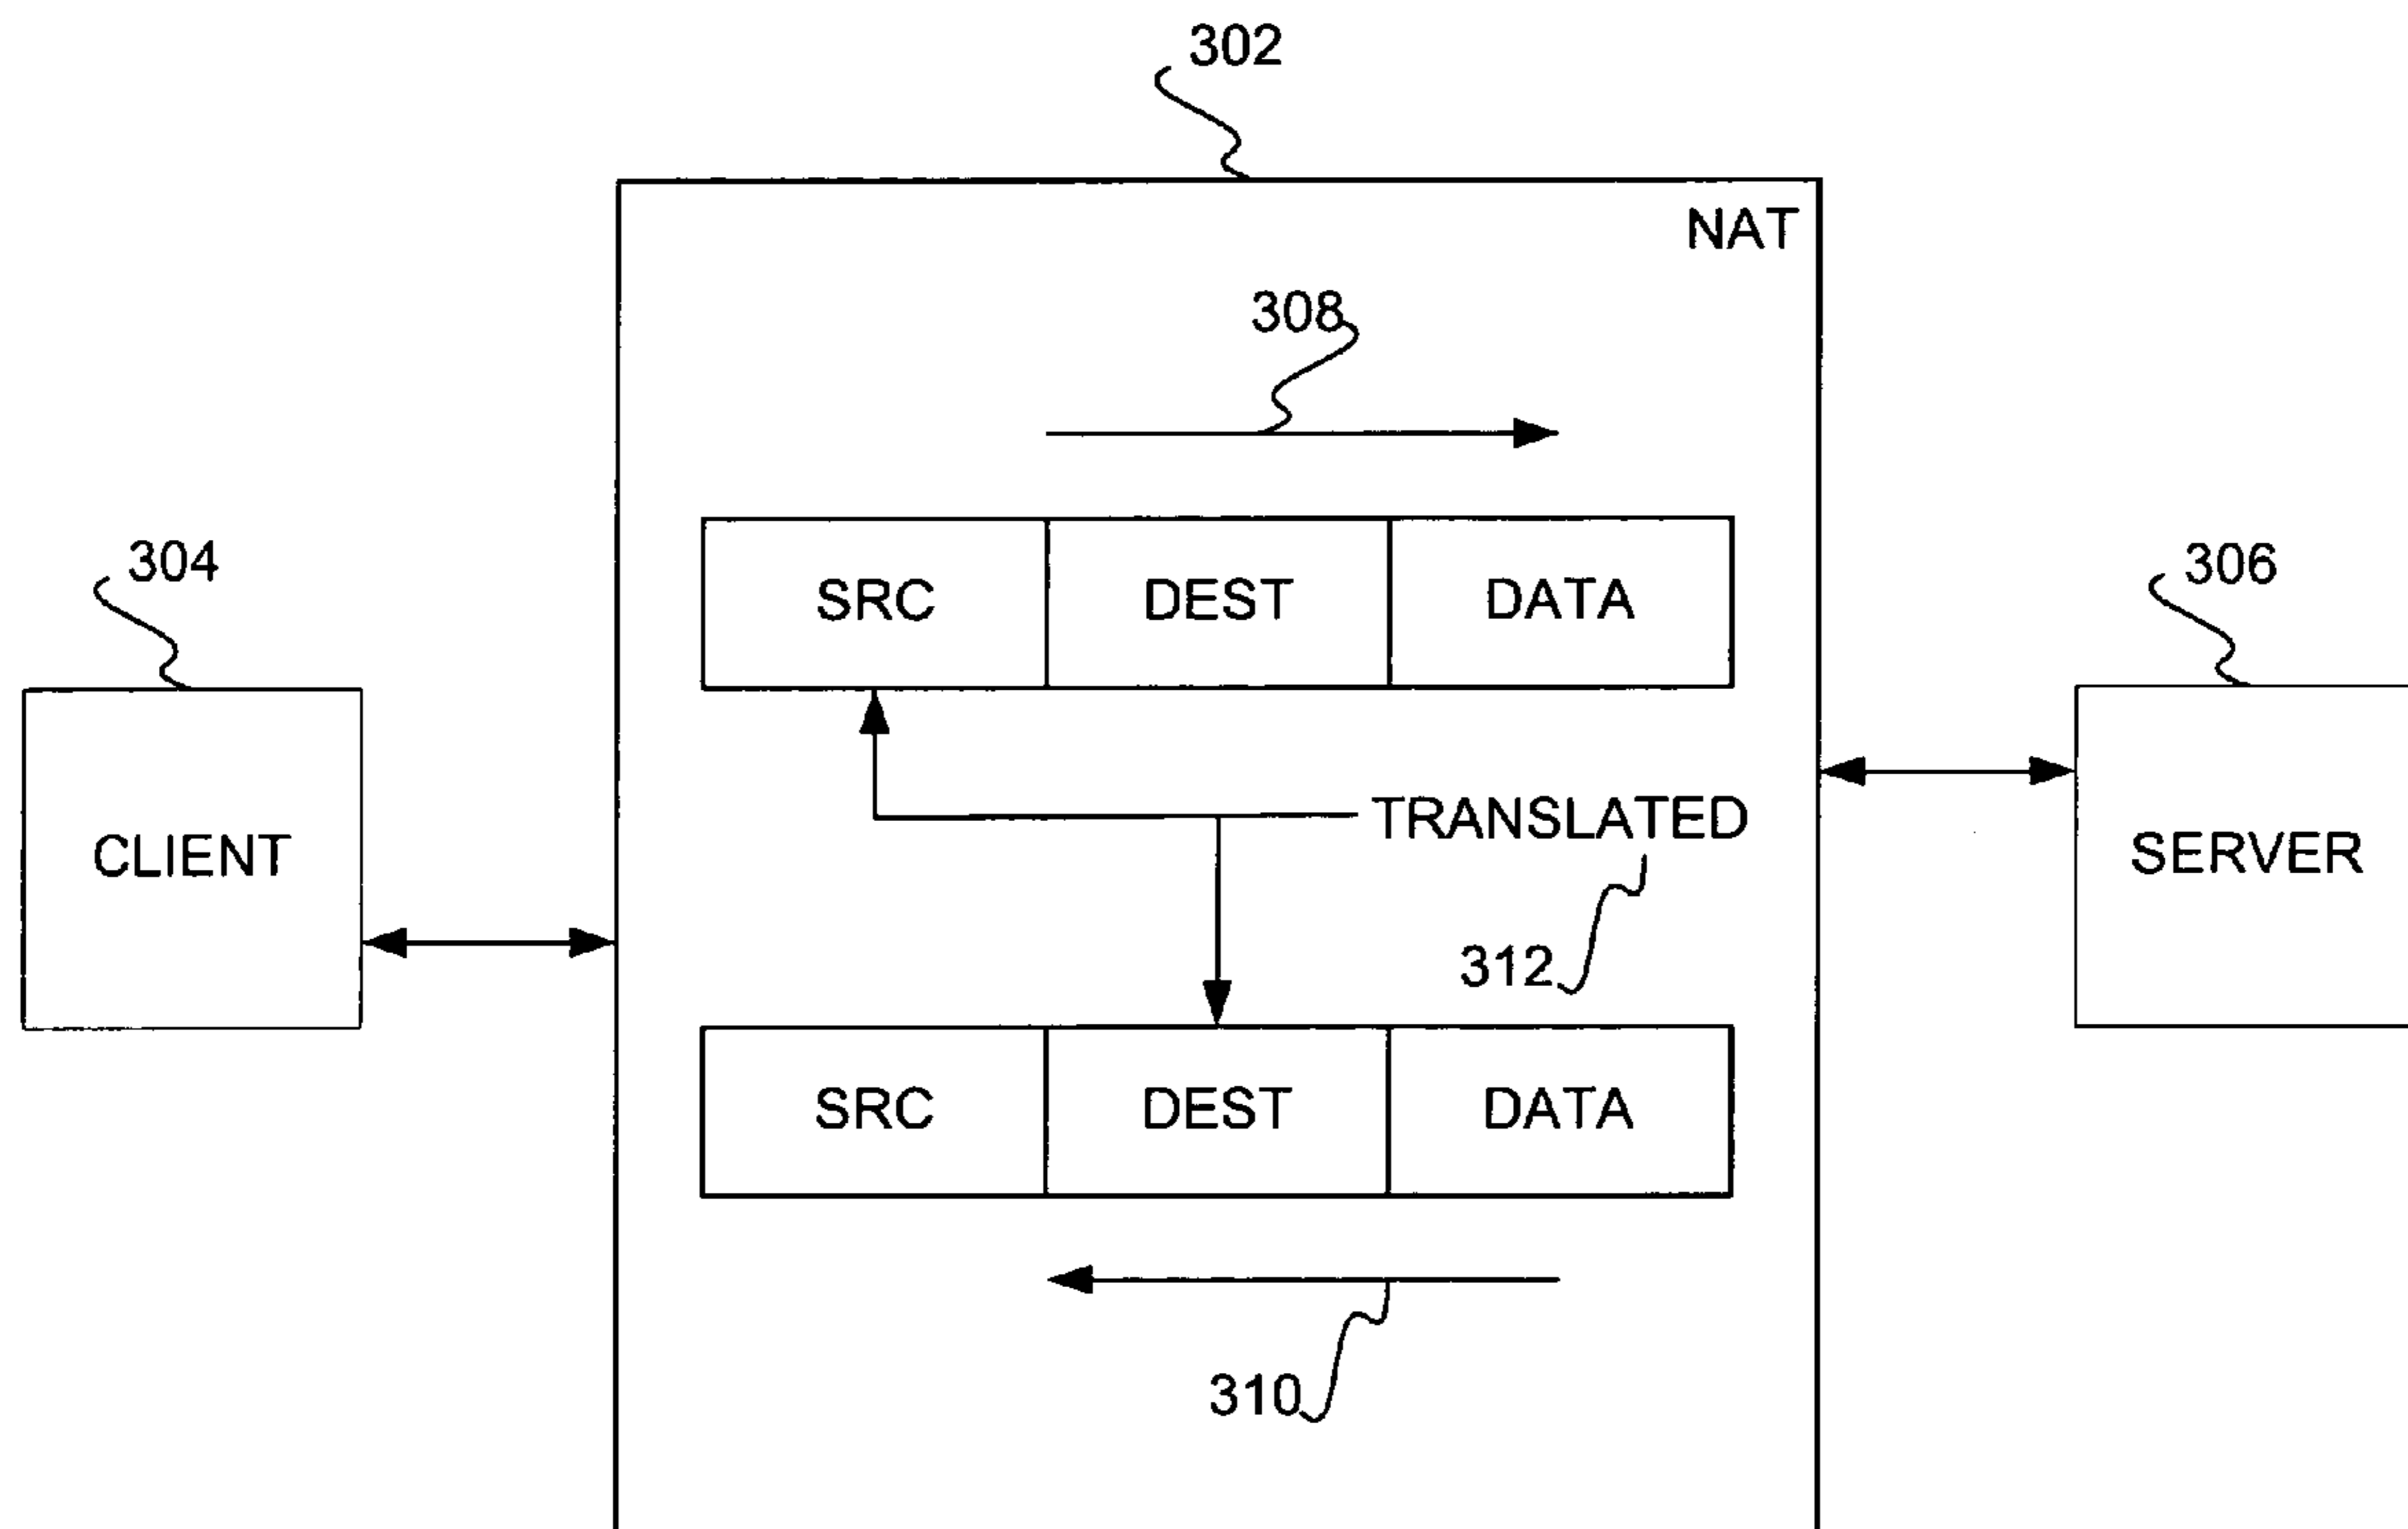 302
NAT
308
304
SRC DEST DATA
306
CLIENT
TRANSLATED
SERVER
312
SRC DEST DATA
310